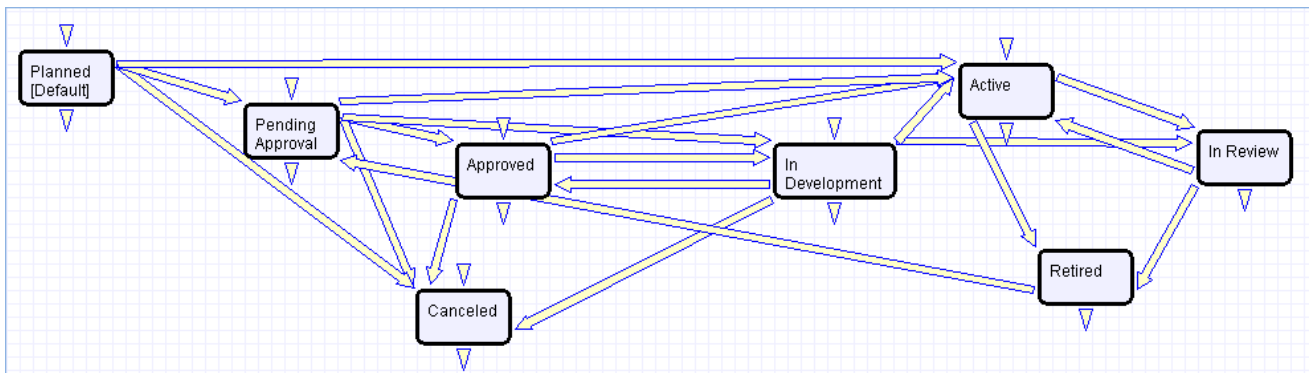 Planned
[Default]
Pending
Approval
Approved
In
Development
Active
In Review
Retired
Canceled